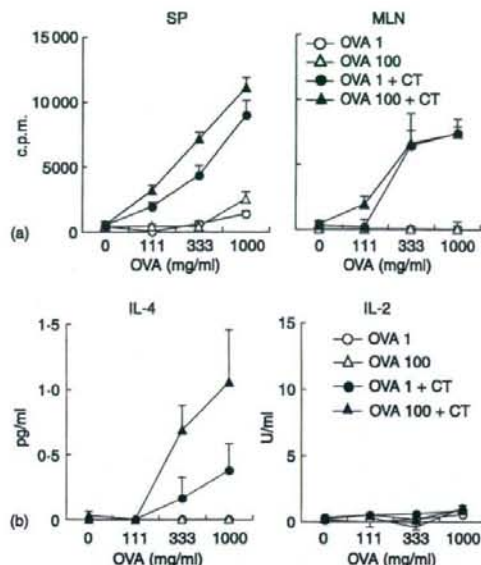 SP
MLN
15 000
10 000
5000
0
c.p.m.
OVA 1
OVA 100
OVA 1 + CT
OVA 100 + CT
(a)
0 111 333 1000
OVA (mg/ml)
0 111 333 1000
OVA (mg/ml)
IL-4
IL-2
1·5
1·0
0·5
0
pg/ml
15
10
5
0
U/ml
OVA 1
OVA 100
OVA 1 + CT
OVA 100 + CT
(b)
0 111 333 1000
OVA (mg/ml)
0 111 333 1000
OVA (mg/ml)